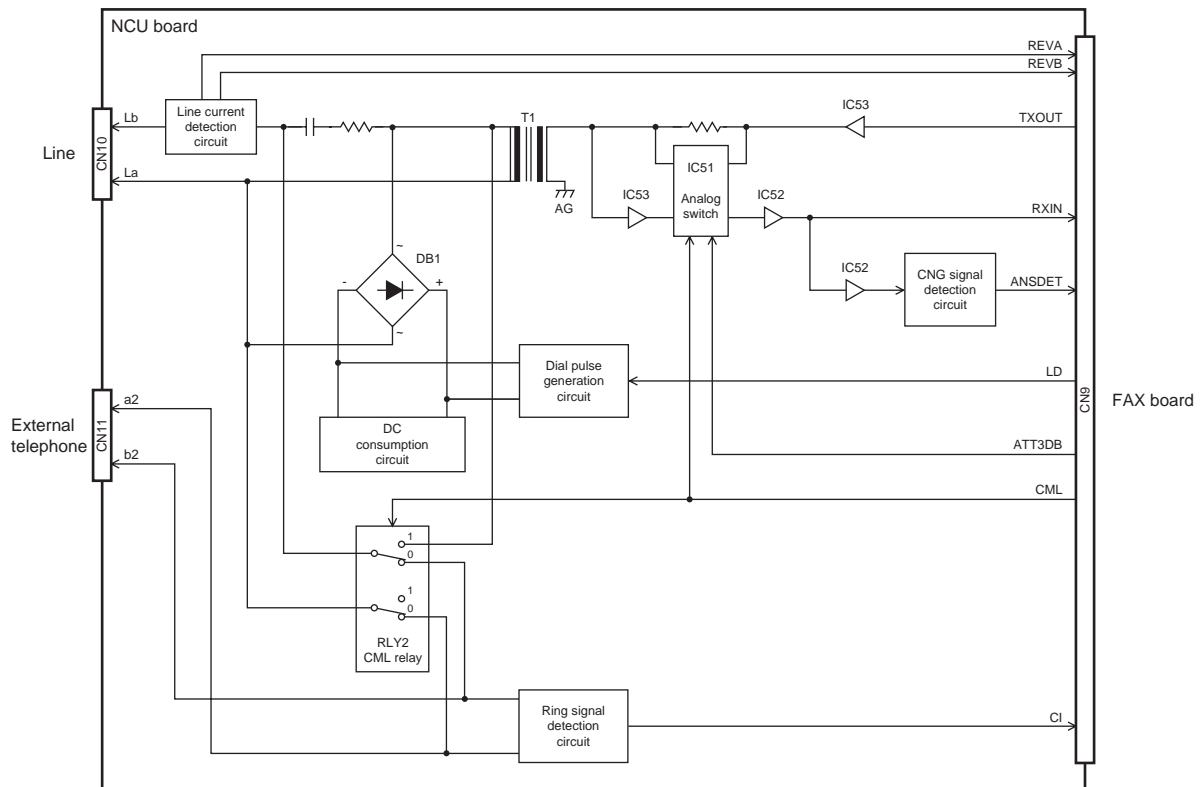 NCU board
REVA
REVB
Line current
detection
circuit
Lb
CN10
Line
La
T1
AG
IC53
TXOUT
IC51
Analog
switch
IC53
IC52
RXIN
IC52
CNG signal
detection
circuit
ANSDET
~
DB1
-
+
~
Dial pulse
generation
circuit
LD
CN9
FAX board
External
telephone
CN11
a2
b2
DC
consumption
circuit
ATT3DB
CML
1
0
1
0
RLY2
CML relay
Ring signal
detection
circuit
CI